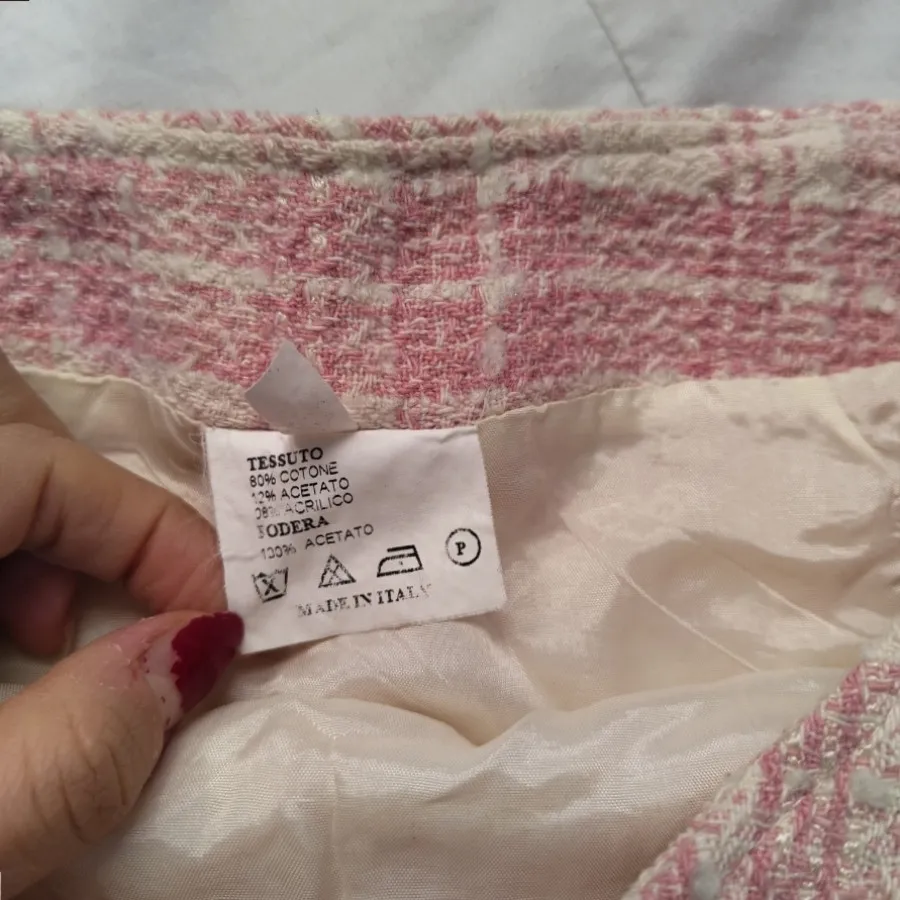 TESSUTO
80% COTONE
12% ACETATO
08% ACRILICO
FODERA
100% ACETATO
P
MADE IN ITALY